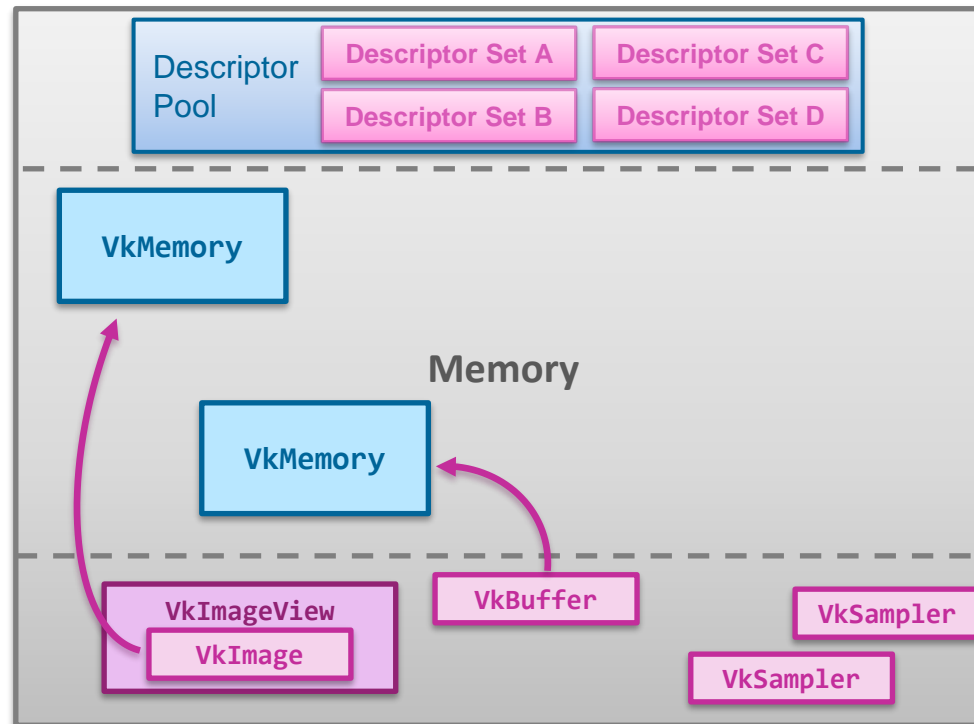 Descriptor
Pool
Descriptor Set A
Descriptor Set C
Descriptor Set B
Descriptor Set D
VkMemory
Memory
VkMemory
VkImageView
VkImage
VkBuffer
VkSampler
VkSampler